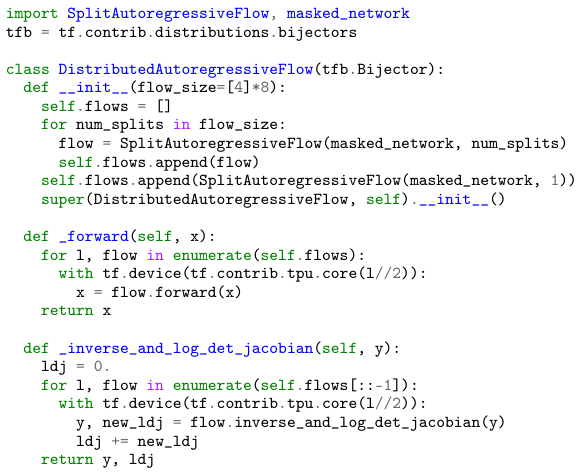 import SplitAutoregressiveFlow, masked_network
tfb = tf.contrib.distributions.bijectors

class DistributedAutoregressiveFlow(tfb.Bijector):
  def __init__(flow_size=[4]*8):
    self.flows = []
    for num_splits in flow_size:
      flow = SplitAutoregressiveFlow(masked_network, num_splits)
      self.flows.append(flow)
    self.flows.append(SplitAutoregressiveFlow(masked_network, 1))
    super(DistributedAutoregressiveFlow, self).__init__()

  def _forward(self, x):
    for l, flow in enumerate(self.flows):
      with tf.device(tf.contrib.tpu.core(l//2)):
        x = flow.forward(x)
    return x

  def _inverse_and_log_det_jacobian(self, y):
    ldj = 0.
    for l, flow in enumerate(self.flows[::-1]):
      with tf.device(tf.contrib.tpu.core(l//2)):
        y, new_ldj = flow.inverse_and_log_det_jacobian(y)
        ldj += new_ldj
    return y, ldj